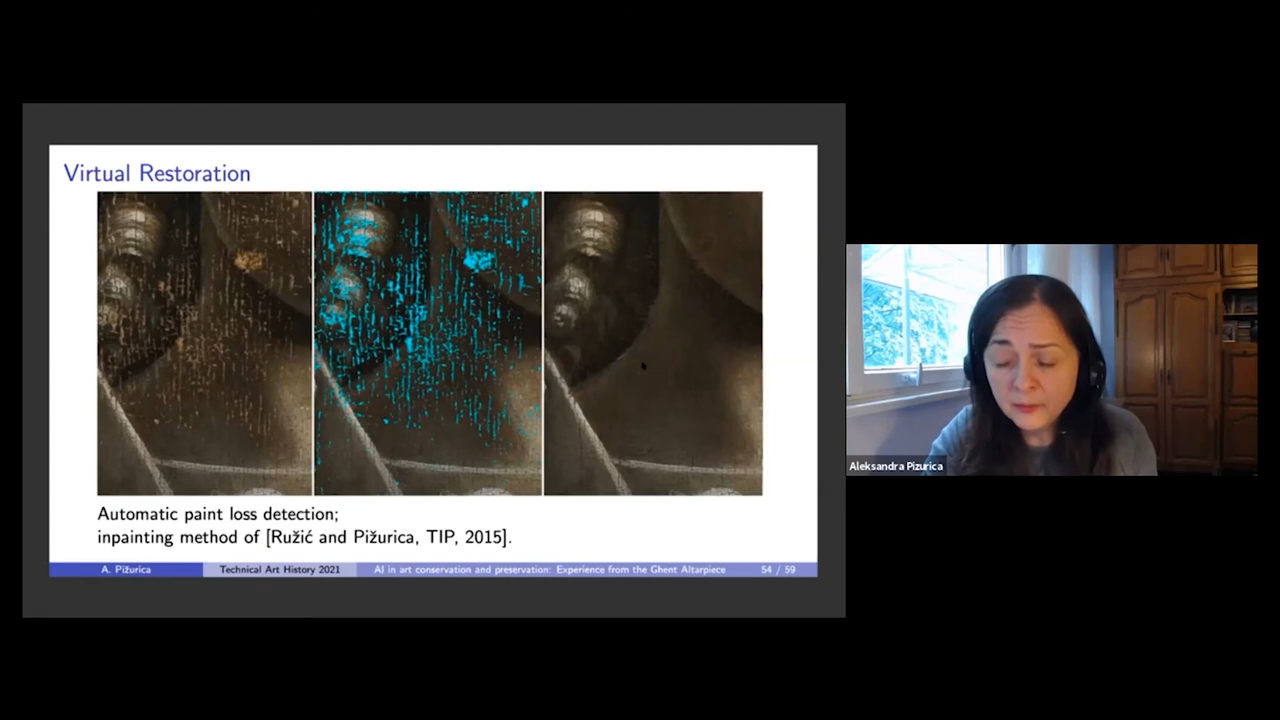 Virtual Restoration
Automatic paint loss detection;
inpainting method of [Ružić and Pižurica, TIP, 2015].
A. Pižurica
Technical Art History 2021
AI in art conservation and preservation: Experience from the Ghent Altarpiece
54 / 59
Aleksandra Pizurica